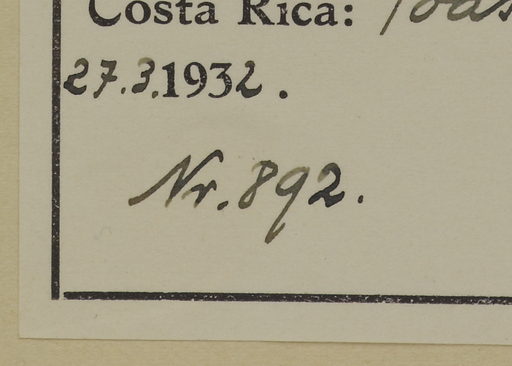 Costa Rica:
27.3.1932.
Nr. 892.